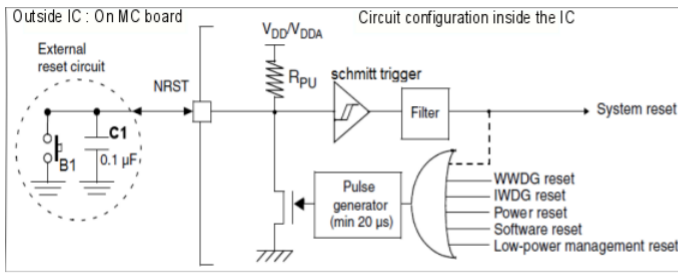 Outside IC : On MC board
Circuit configuration inside the IC
VDD/VDDA
External
reset circuit
NRST
RPU
schmitt trigger
Filter
System reset
C1
B1
0.1 µF
Pulse
generator
(min 20 µs)
WWDG reset
IWDG reset
Power reset
Software reset
Low-power management reset